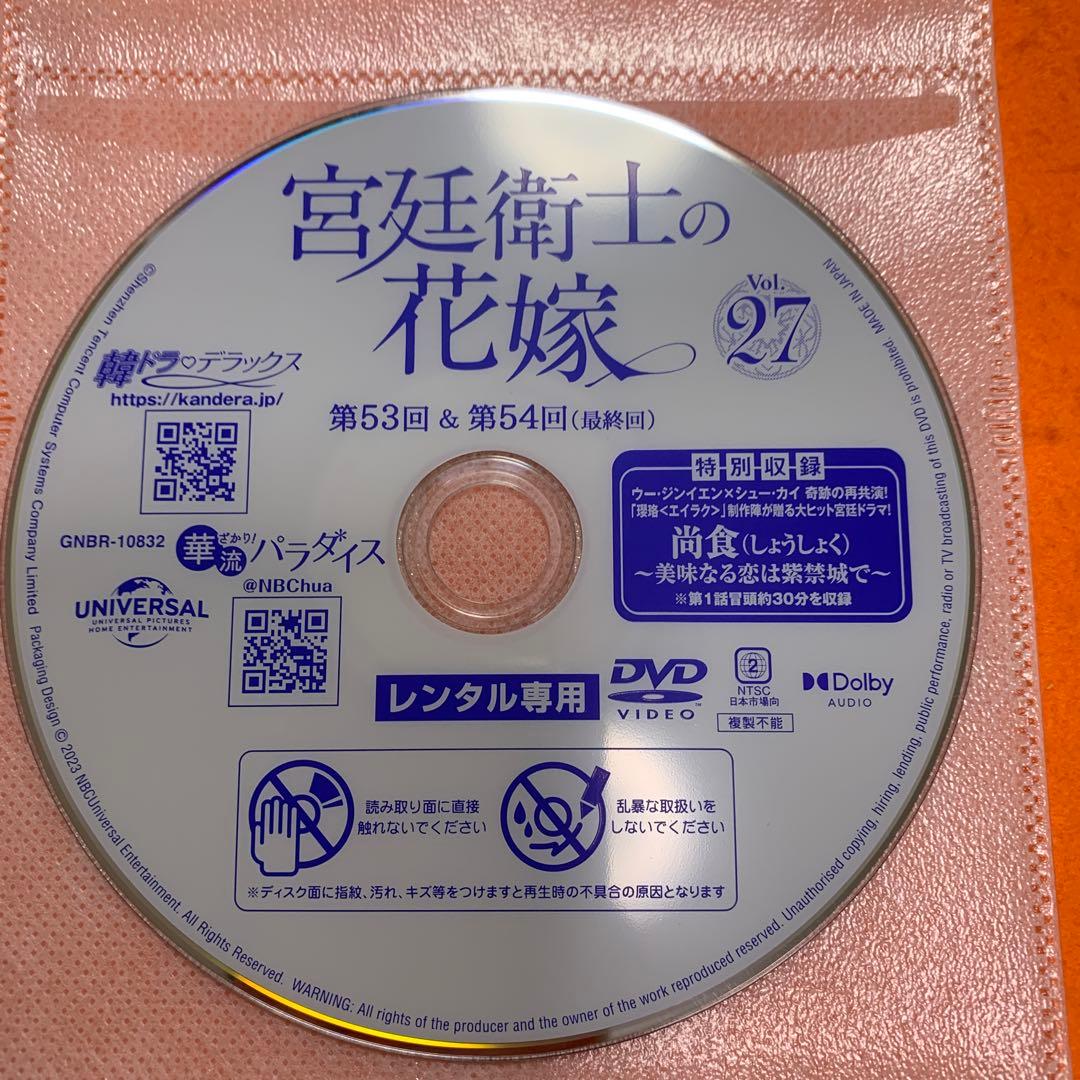 宮廷衛士の
花嫁
Vol.
27
韓ドラ♡デラックス
https://kandera.jp/
第53回 & 第54回(最終回)
特別収録
ウー・ジンイエン×シュー・カイ 奇跡の再共演!
「瓔珞<エイラク>」制作陣が贈る大ヒット宮廷ドラマ!
尚食(しょうしょく)
～美味なる恋は紫禁城で～
※第1話冒頭約30分を収録
GNBR-10832
華流ざかり!パラダイス
@NBChua
UNIVERSAL
UNIVERSAL PICTURES
HOME ENTERTAINMENT
レンタル専用
DVD
VIDEO
2
NTSC
日本市場向
複製不能
Dolby
AUDIO
読み取り面に直接
触れないでください
乱暴な取扱いを
しないでください
※ディスク面に指紋、汚れ、キズ等をつけますと再生時の不具合の原因となります
©Shenzhen Tencent Computer Systems Company Limited Packaging Design © 2023 NBCUniversal Entertainment. All Rights Reserved. WARNING: All rights of the producer and the owner of the work reproduced reserved. Unauthorised copying, hiring, lending, public performance, radio or TV broadcasting of this DVD is prohibited. MADE IN JAPAN